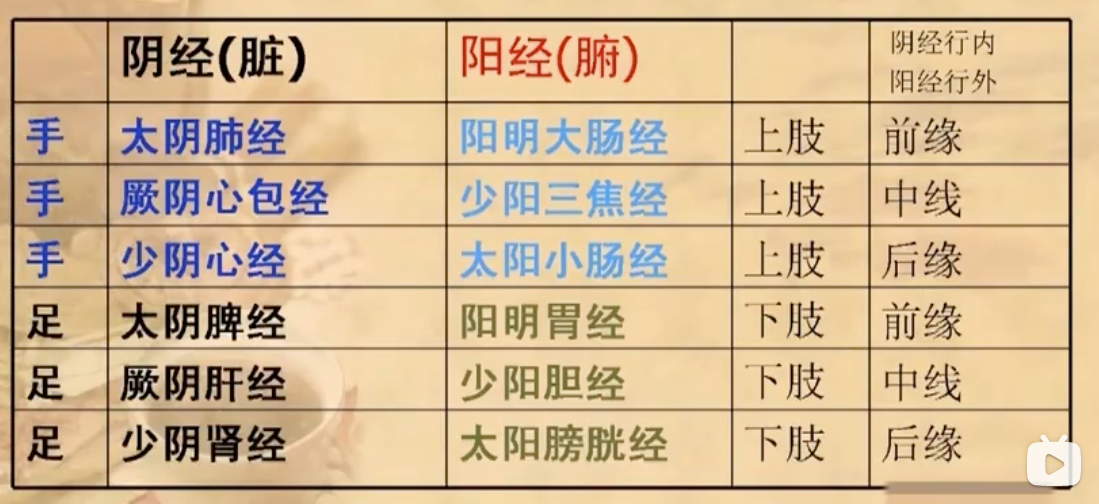 阴经(脏) 阳经(腑) 阴经行内
阳经行外
手 太阴肺经 阳明大肠经 上肢 前缘
手 厥阴心包经 少阳三焦经 上肢 中线
手 少阴心经 太阳小肠经 上肢 后缘
足 太阴脾经 阳明胃经 下肢 前缘
足 厥阴肝经 少阳胆经 下肢 中线
足 少阴肾经 太阳膀胱经 下肢 后缘